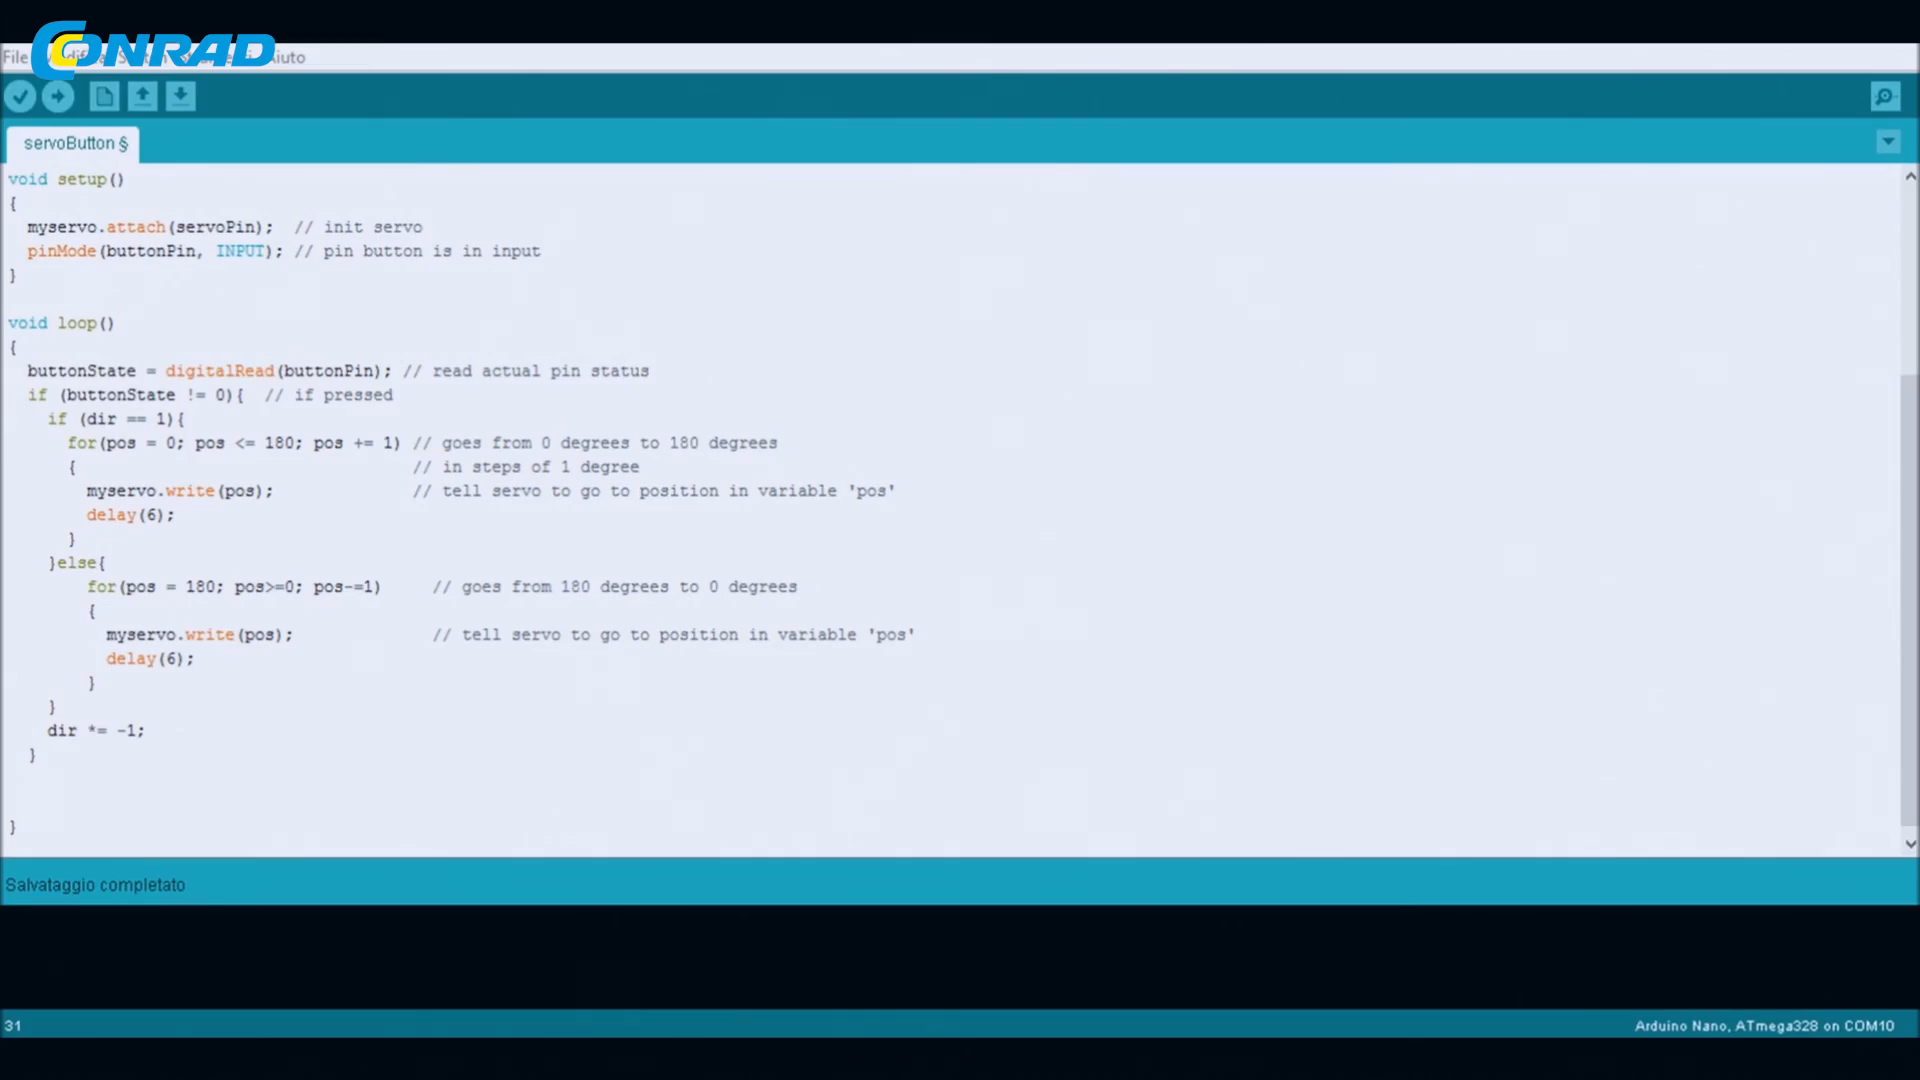 CONRAD
File
Aiuto
servoButton §
void setup()
{
myservo.attach(servoPin); // init servo
pinMode(buttonPin, INPUT); // pin button is in input
}
void loop()
{
buttonState = digitalRead(buttonPin); // read actual pin status
if (buttonState != 0){ // if pressed
if (dir == 1){
for(pos = 0; pos <= 180; pos += 1) // goes from 0 degrees to 180 degrees
{ // in steps of 1 degree
myservo.write(pos); // tell servo to go to position in variable 'pos'
delay(6);
}
}else{
for(pos = 180; pos>=0; pos-=1) // goes from 180 degrees to 0 degrees
{
myservo.write(pos); // tell servo to go to position in variable 'pos'
delay(6);
}
}
dir *= -1;
}
}
Salvataggio completato
31
Arduino Nano, ATmega328 on COM10